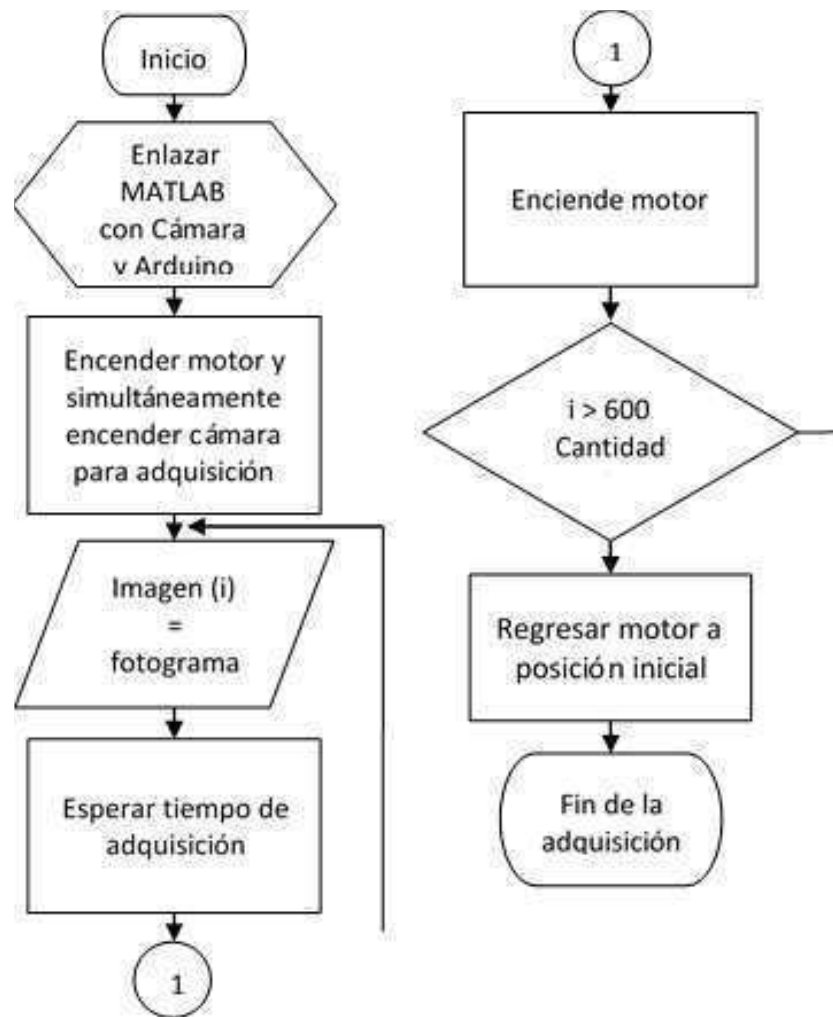 Inicio
Enlazar
MATLAB
con Cámara
y Arduino
Encender motor y
simultáneamente
encender cámara
para adquisición
Imagen (i)
=
fotograma
Esperar tiempo de
adquisición
1
1
Enciende motor
i > 600
Cantidad
Regresar motor a
posición inicial
Fin de la
adquisición